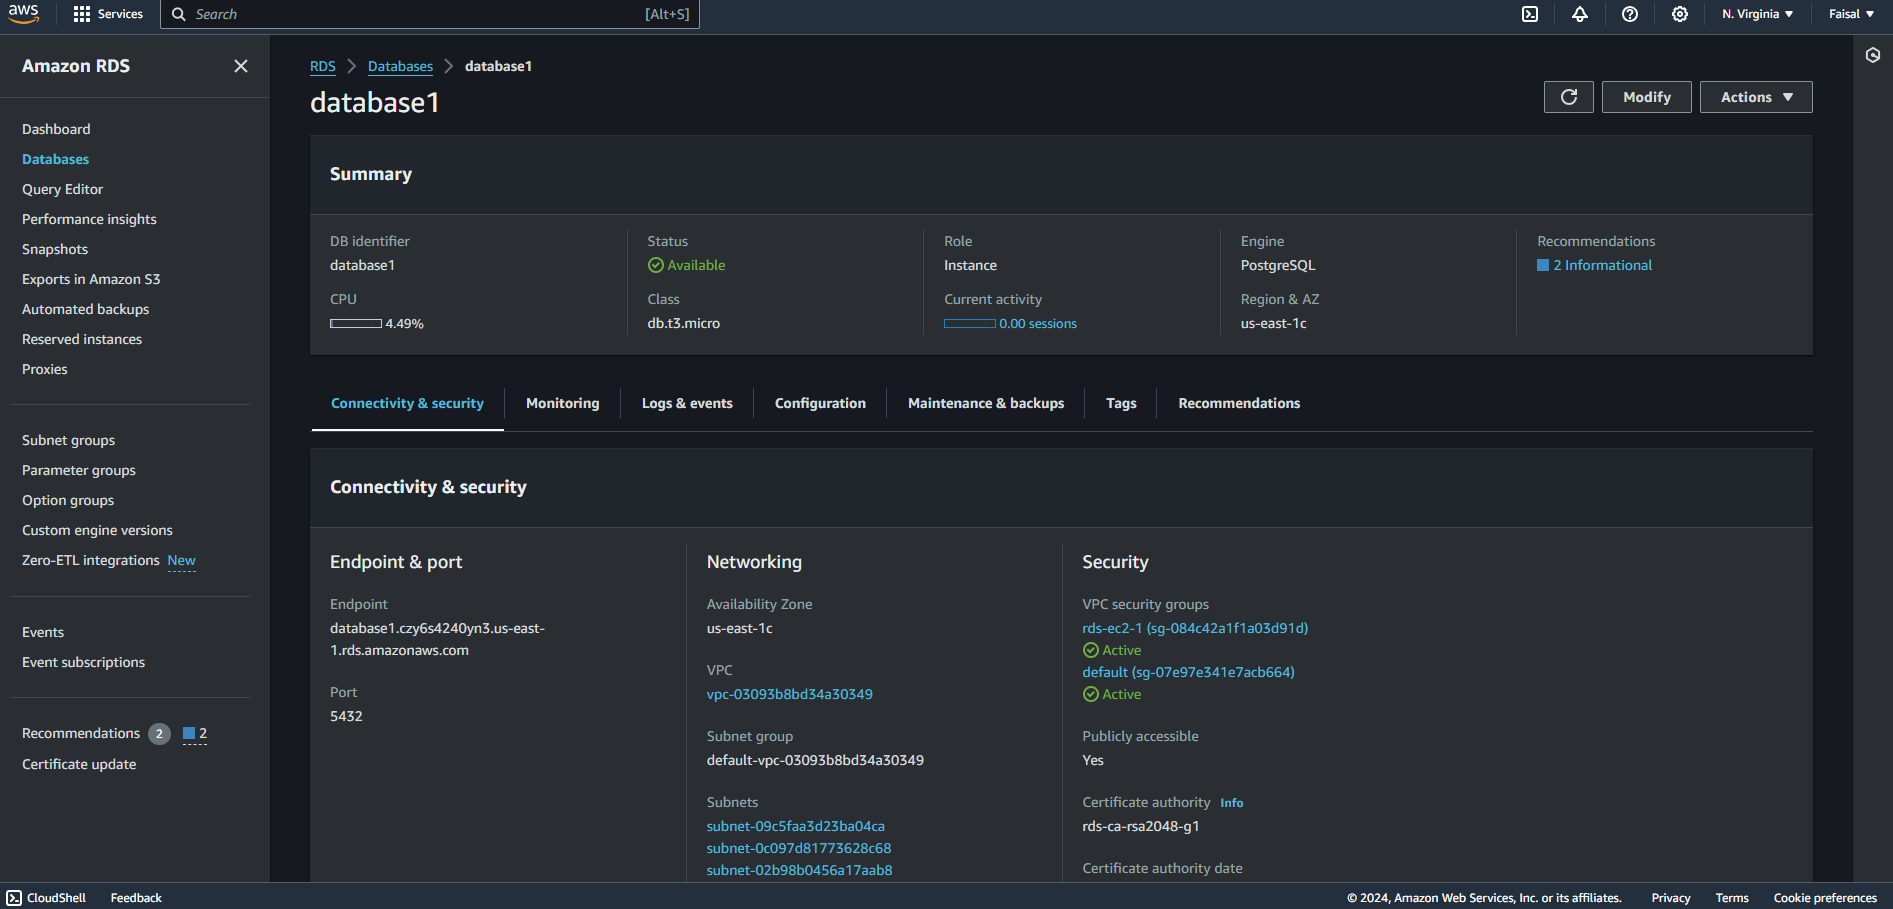 aws
Services
Search
[Alt+S]
N. Virginia
Faisal
Amazon RDS
Dashboard
Databases
Query Editor
Performance insights
Snapshots
Exports in Amazon S3
Automated backups
Reserved instances
Proxies
Subnet groups
Parameter groups
Option groups
Custom engine versions
Zero-ETL integrations New
Events
Event subscriptions
Recommendations 2 2
Certificate update
RDS > Databases > database1
database1
Modify
Actions
Summary
DB identifier
database1
CPU
4.49%
Status
Available
Class
db.t3.micro
Role
Instance
Current activity
0.00 sessions
Engine
PostgreSQL
Region & AZ
us-east-1c
Recommendations
2 Informational
Connectivity & security
Monitoring
Logs & events
Configuration
Maintenance & backups
Tags
Recommendations
Connectivity & security
Endpoint & port
Endpoint
database1.czy6s4240yn3.us-east-
1.rds.amazonaws.com
Port
5432
Networking
Availability Zone
us-east-1c
VPC
vpc-03093b8bd34a30349
Subnet group
default-vpc-03093b8bd34a30349
Subnets
subnet-09c5faa3d23ba04ca
subnet-0c097d81773628c68
subnet-02b98b0456a17aab8
Security
VPC security groups
rds-ec2-1 (sg-084c42a1f1a03d91d)
Active
default (sg-07e97e341e7acb664)
Active
Publicly accessible
Yes
Certificate authority Info
rds-ca-rsa2048-g1
Certificate authority date
CloudShell
Feedback
© 2024, Amazon Web Services, Inc. or its affiliates.
Privacy
Terms
Cookie preferences